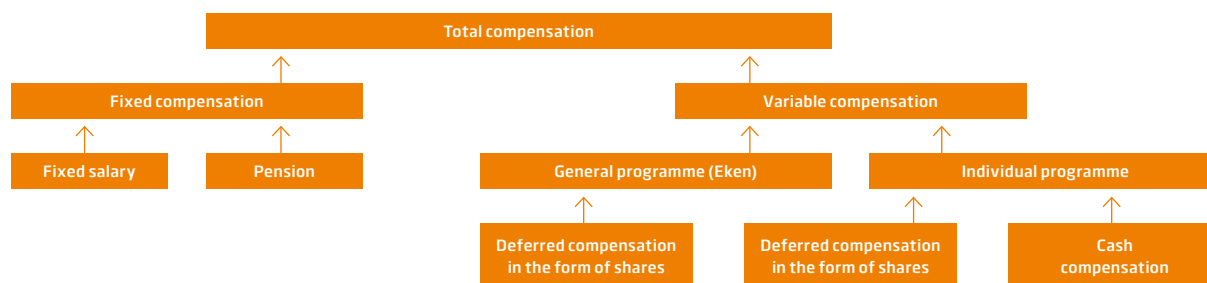 Total compensation
Fixed compensation
Variable compensation
Fixed salary
Pension
General programme (Eken)
Individual programme
Deferred compensation
in the form of shares
Deferred compensation
in the form of shares
Cash
compensation